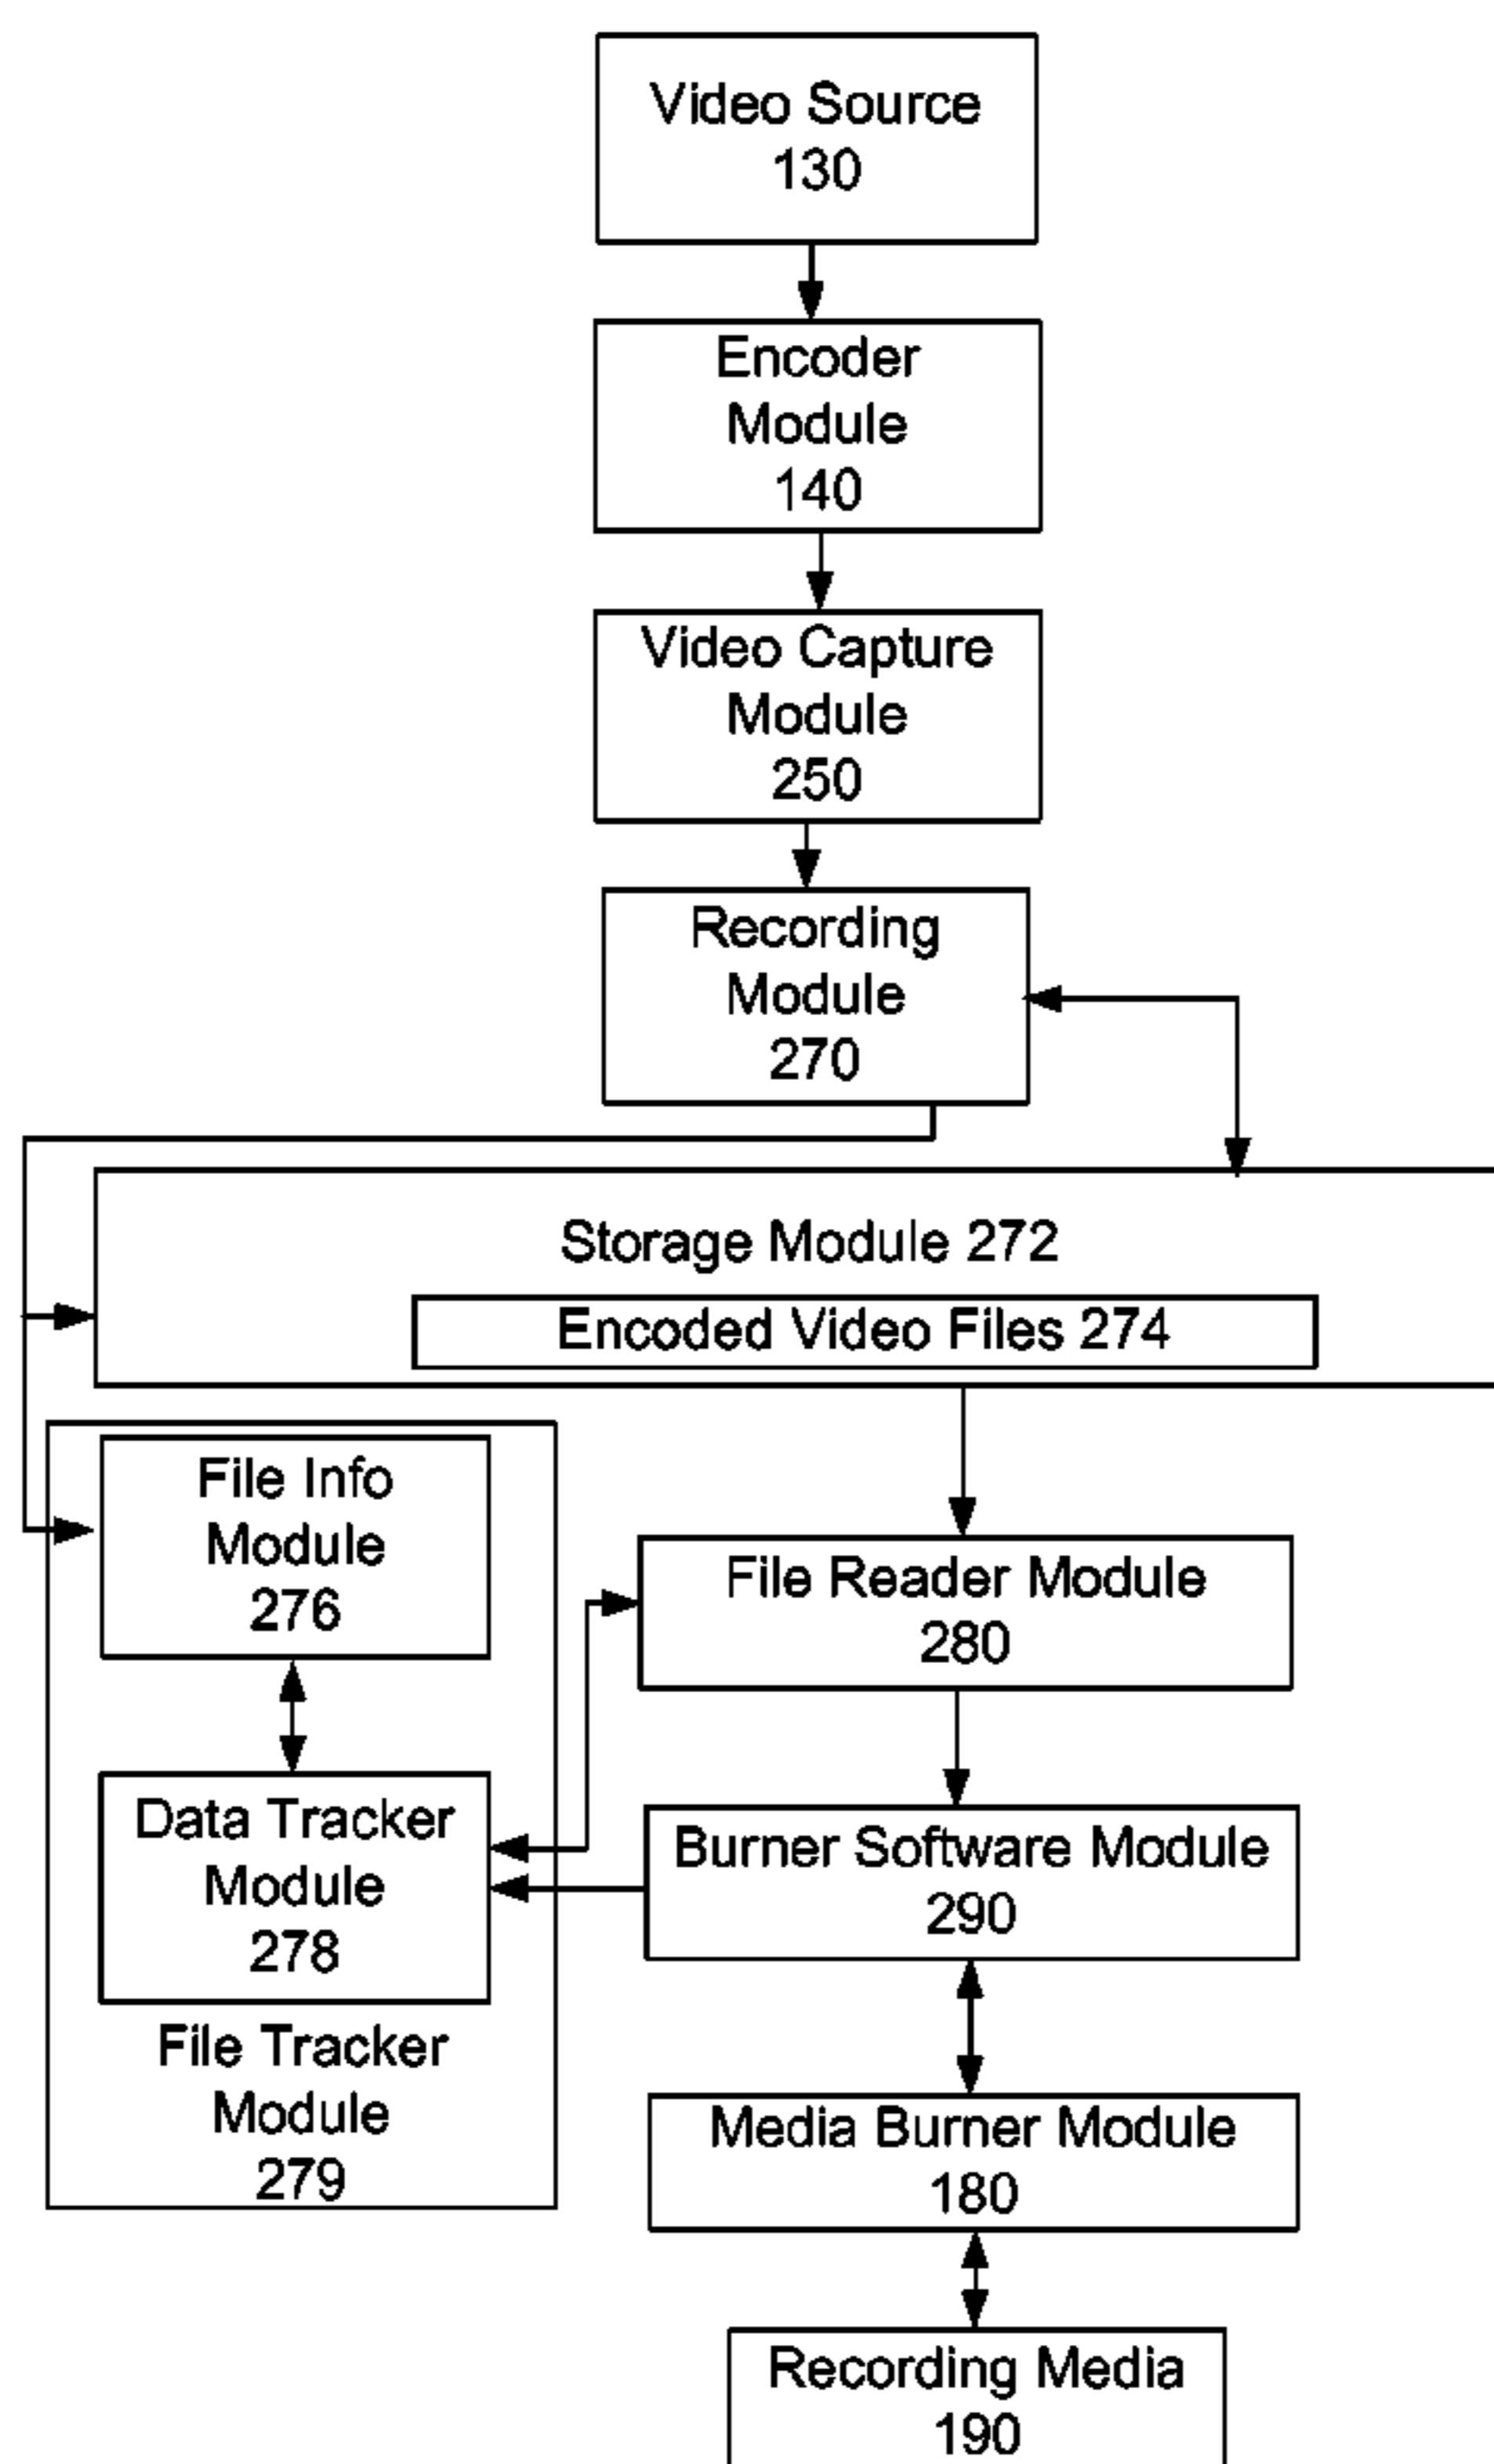 Video Source
130
Encoder
Module
140
Video Capture
Module
250
Recording
Module
270
Storage Module 272
Encoded Video Files 274
File Info
Module
276
File Reader Module
280
Data Tracker
Module
278
Burner Software Module
290
File Tracker
Module
279
Media Burner Module
180
Recording Media
190